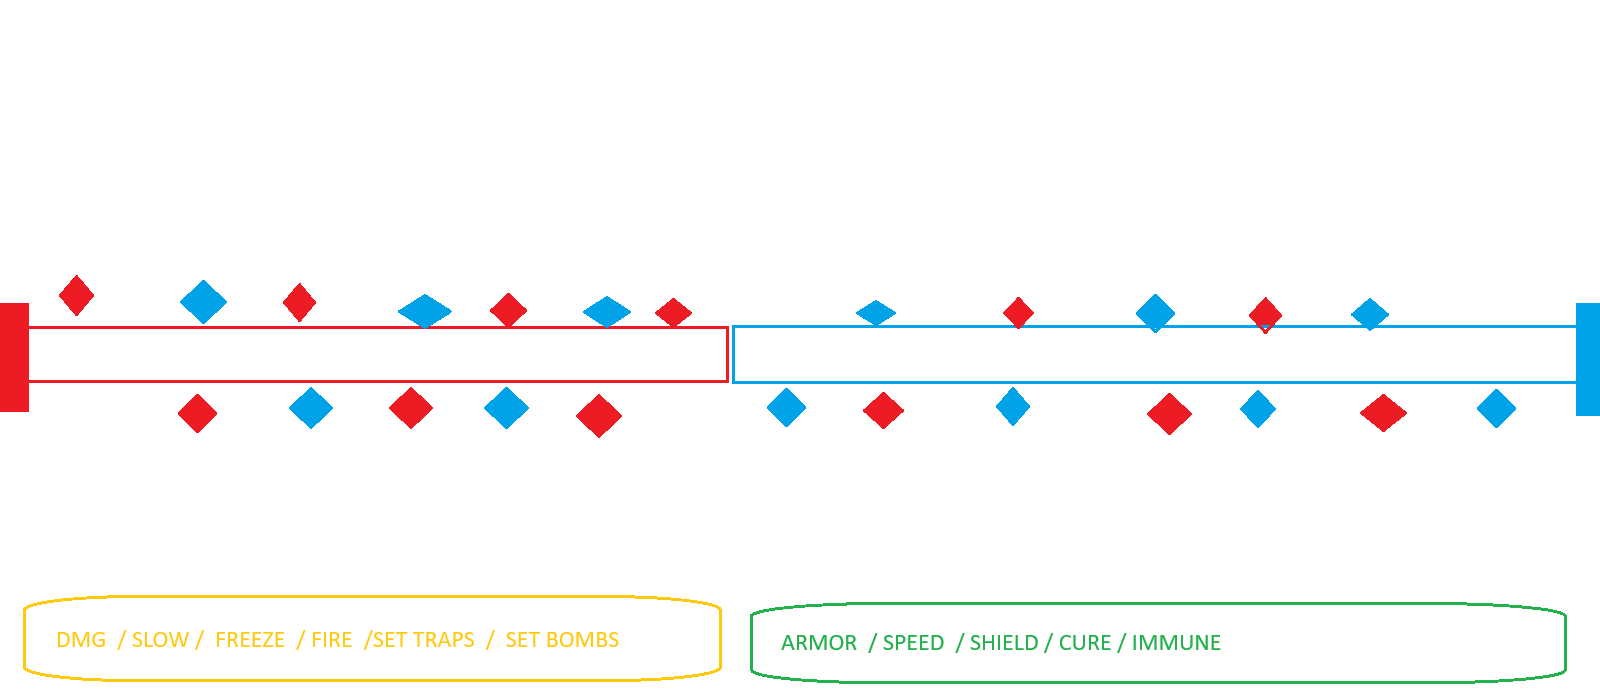 DMG / SLOW / FREEZE / FIRE /SET TRAPS / SET BOMBS
ARMOR / SPEED / SHIELD / CURE / IMMUNE